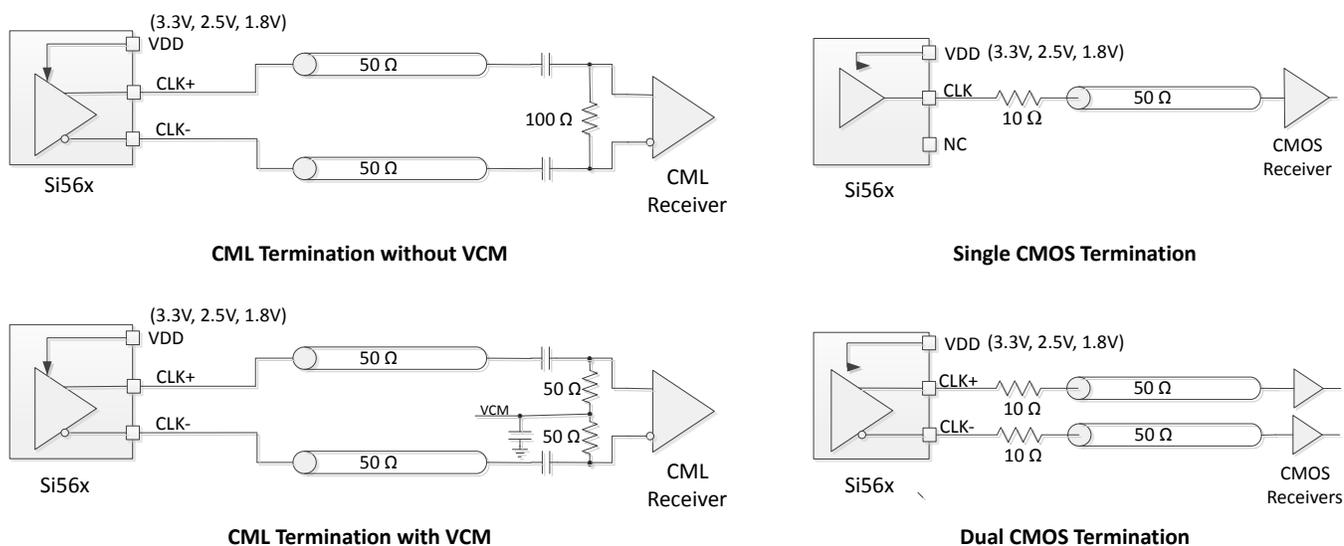 (3.3V, 2.5V, 1.8V)
VDD
CLK+
50 Ω
100 Ω
CLK-
50 Ω
Si56x
CML
Receiver
CML Termination without VCM
VDD (3.3V, 2.5V, 1.8V)
CLK
10 Ω
50 Ω
NC
CMOS
Receiver
Si56x
Single CMOS Termination
(3.3V, 2.5V, 1.8V)
VDD
CLK+
50 Ω
50 Ω
VCM
50 Ω
CLK-
50 Ω
Si56x
CML
Receiver
CML Termination with VCM
VDD (3.3V, 2.5V, 1.8V)
CLK+
10 Ω
50 Ω
CLK-
10 Ω
50 Ω
Si56x
CMOS
Receivers
Dual CMOS Termination